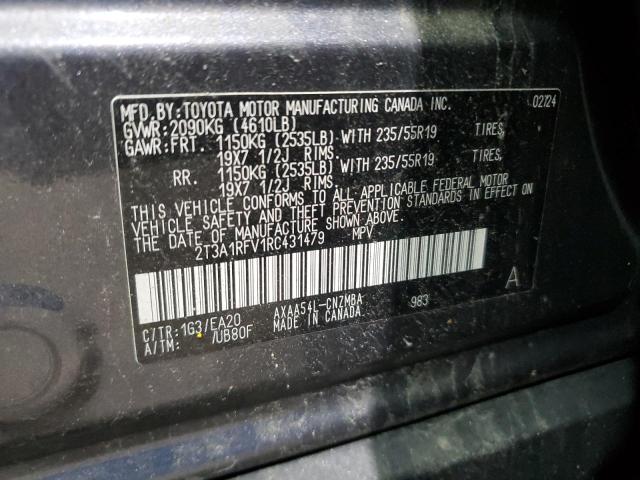 MFD.BY:TOYOTA MOTOR MANUFACTURING CANADA INC. 02/24
GVWR:2090KG (4610LB)
GAWR:FRT. 1150KG (2535LB) WITH 235/55R19 TIRES,
19X7 1/2J RIMS.
RR. 1150KG (2535LB) WITH 235/55R19 TIRES,
19X7 1/2J RIMS.
THIS VEHICLE CONFORMS TO ALL APPLICABLE FEDERAL MOTOR
VEHICLE SAFETY AND THEFT PREVENTION STANDARDS IN EFFECT ON
THE DATE OF MANUFACTURE SHOWN ABOVE.
2T3A1RFV1RC431479 MPV
A
C/TR:1G3/EA20 AXAA54L-CNZMBA 983
A/TM: /UB80F MADE IN CANADA